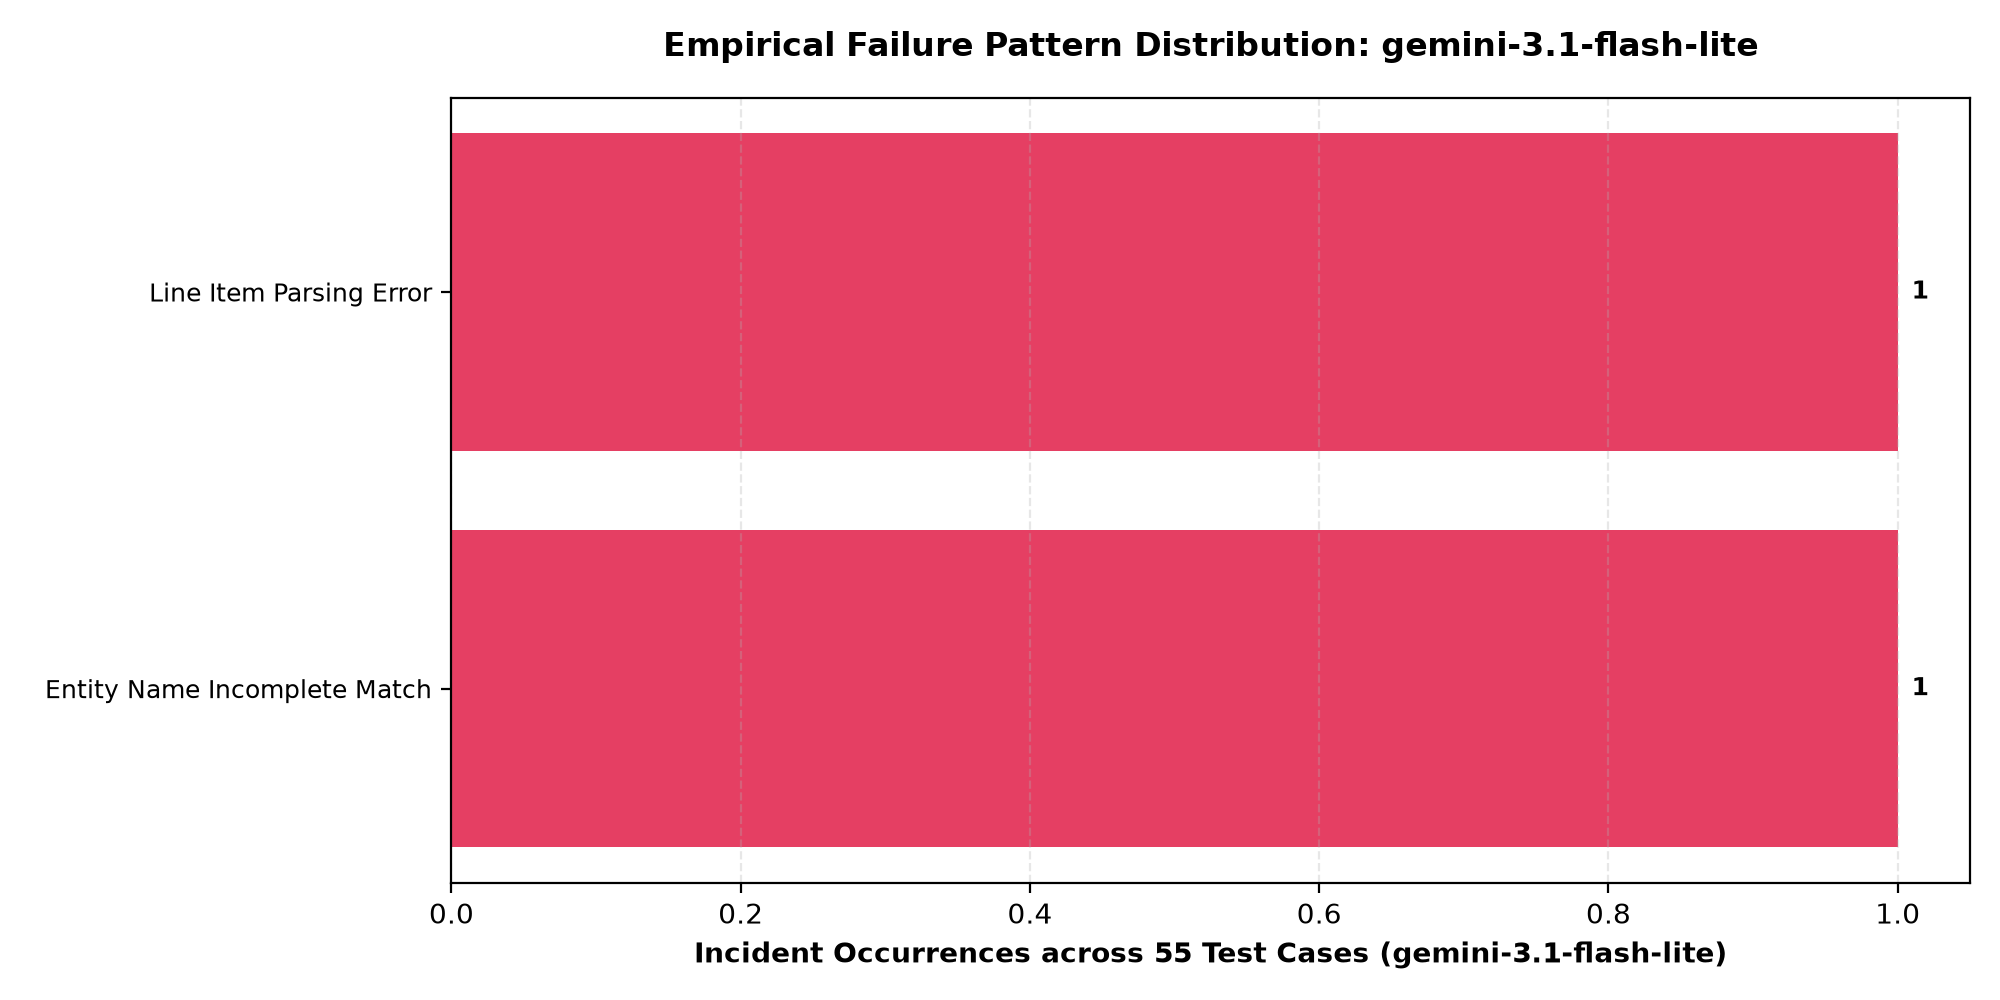 Empirical Failure Pattern Distribution: gemini-3.1-flash-lite
Line Item Parsing Error
1
Entity Name Incomplete Match
1
0.0 0.2 0.4 0.6 0.8 1.0
Incident Occurrences across 55 Test Cases (gemini-3.1-flash-lite)